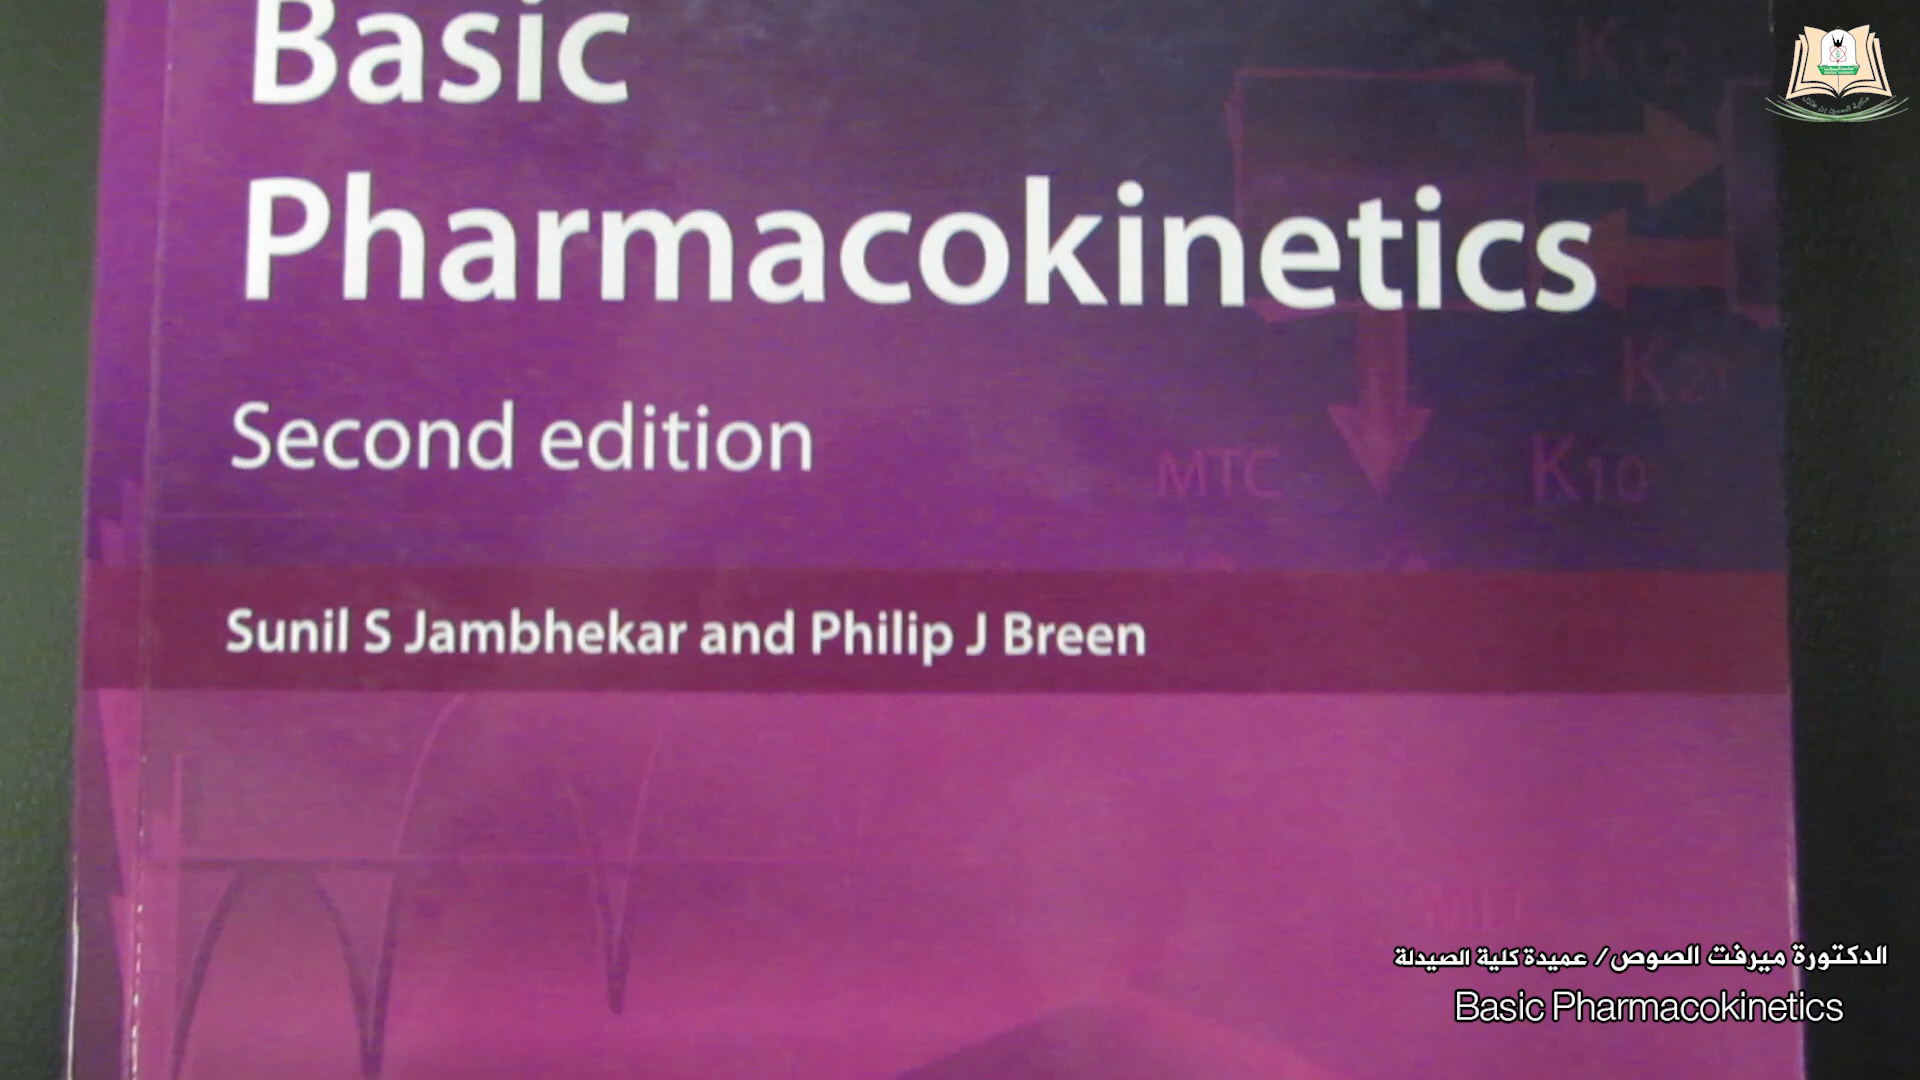 Basic
Pharmacokinetics
Second edition
Sunil S Jambhekar and Philip J Breen
K12
K21
MTC
K10
الدكتورة ميرفت الصوص/ عميدة كلية الصيدلة
Basic Pharmacokinetics